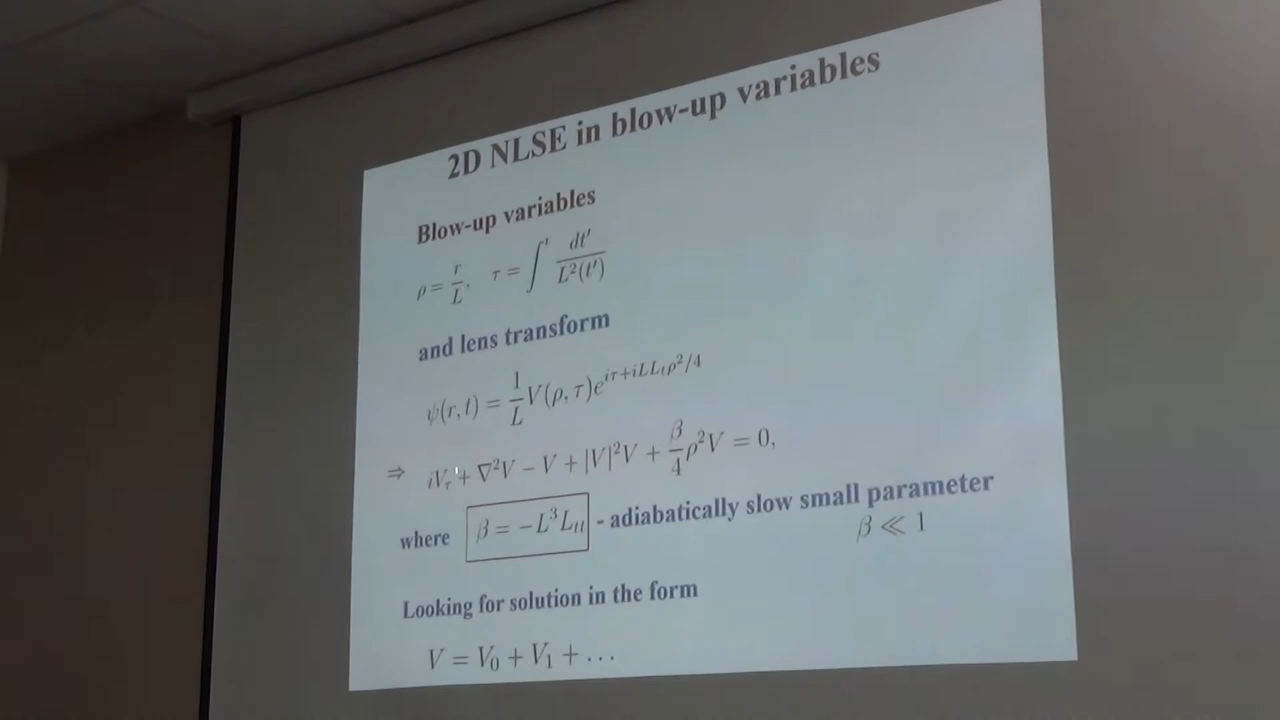 2D NLSE in blow-up variables
Blow-up variables
ρ = r/L, τ = ∫^t dt′/L²(t′)
and lens transform
ψ(r, t) = 1/L V(ρ, τ)e^{iτ+iLL_tρ²/4}
⇒ iV_τ + ∇²V − V + |V|²V + β/4 ρ²V = 0,
where β = −L³L_{tt} - adiabatically slow small parameter
β ≪ 1
Looking for solution in the form
V = V₀ + V₁ + …